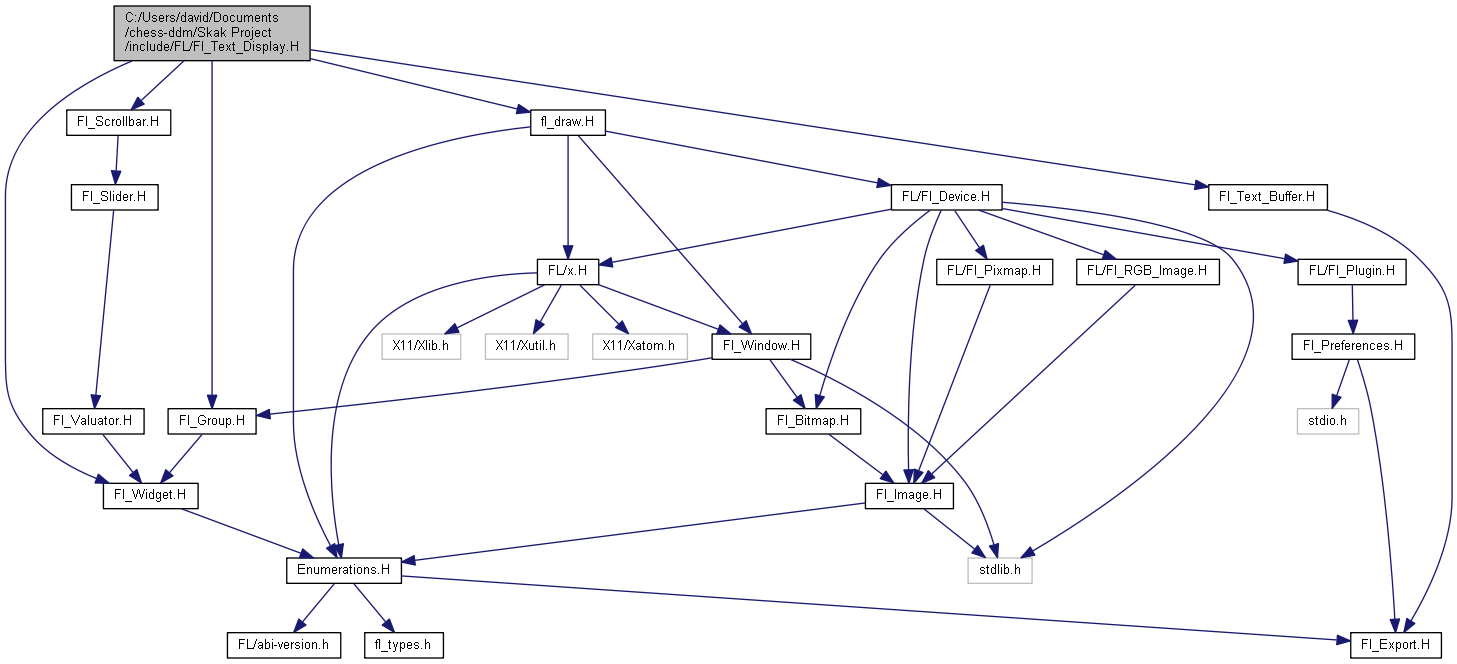 C:/Users/david/Documents
/chess-ddm/Skak Project
/include/FL/Fl_Text_Display.H
Fl_Scrollbar.H
fl_draw.H
Fl_Slider.H
FL/Fl_Device.H
Fl_Text_Buffer.H
FL/x.H
FL/Fl_Pixmap.H
FL/Fl_RGB_Image.H
FL/Fl_Plugin.H
X11/Xlib.h
X11/Xutil.h
X11/Xatom.h
Fl_Window.H
Fl_Preferences.H
Fl_Valuator.H
Fl_Group.H
Fl_Bitmap.H
stdio.h
Fl_Widget.H
Fl_Image.H
Enumerations.H
stdlib.h
FL/abi-version.h
fl_types.h
Fl_Export.H